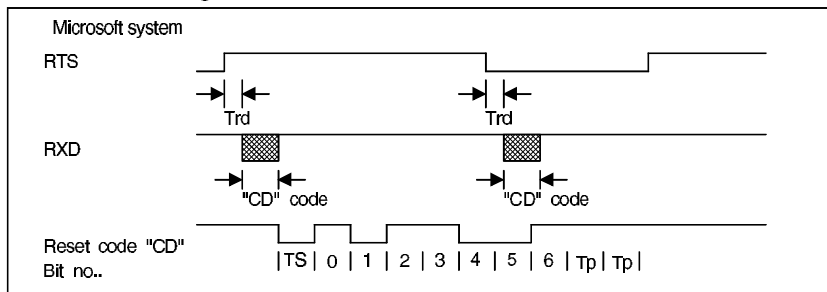 Microsoft system
RTS
Trd Trd
RXD
"CD" code "CD" code
Reset code "CD"
Bit no.. |TS| 0 | 1 | 2 | 3 | 4 | 5 | 6 |Tp|Tp|